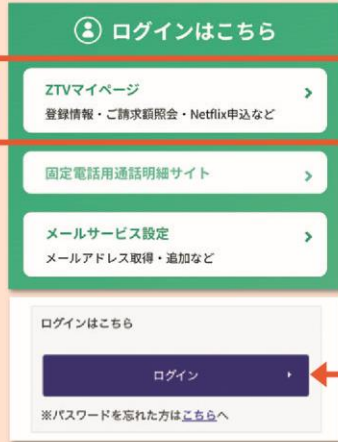 ログインはこちら
ZTVマイページ
登録情報・ご請求額照会・Netflix申込など
固定電話用通話明細サイト
メールサービス設定
メールアドレス取得・追加など
ログインはこちら
ログイン
※パスワードを忘れた方はこちらへ